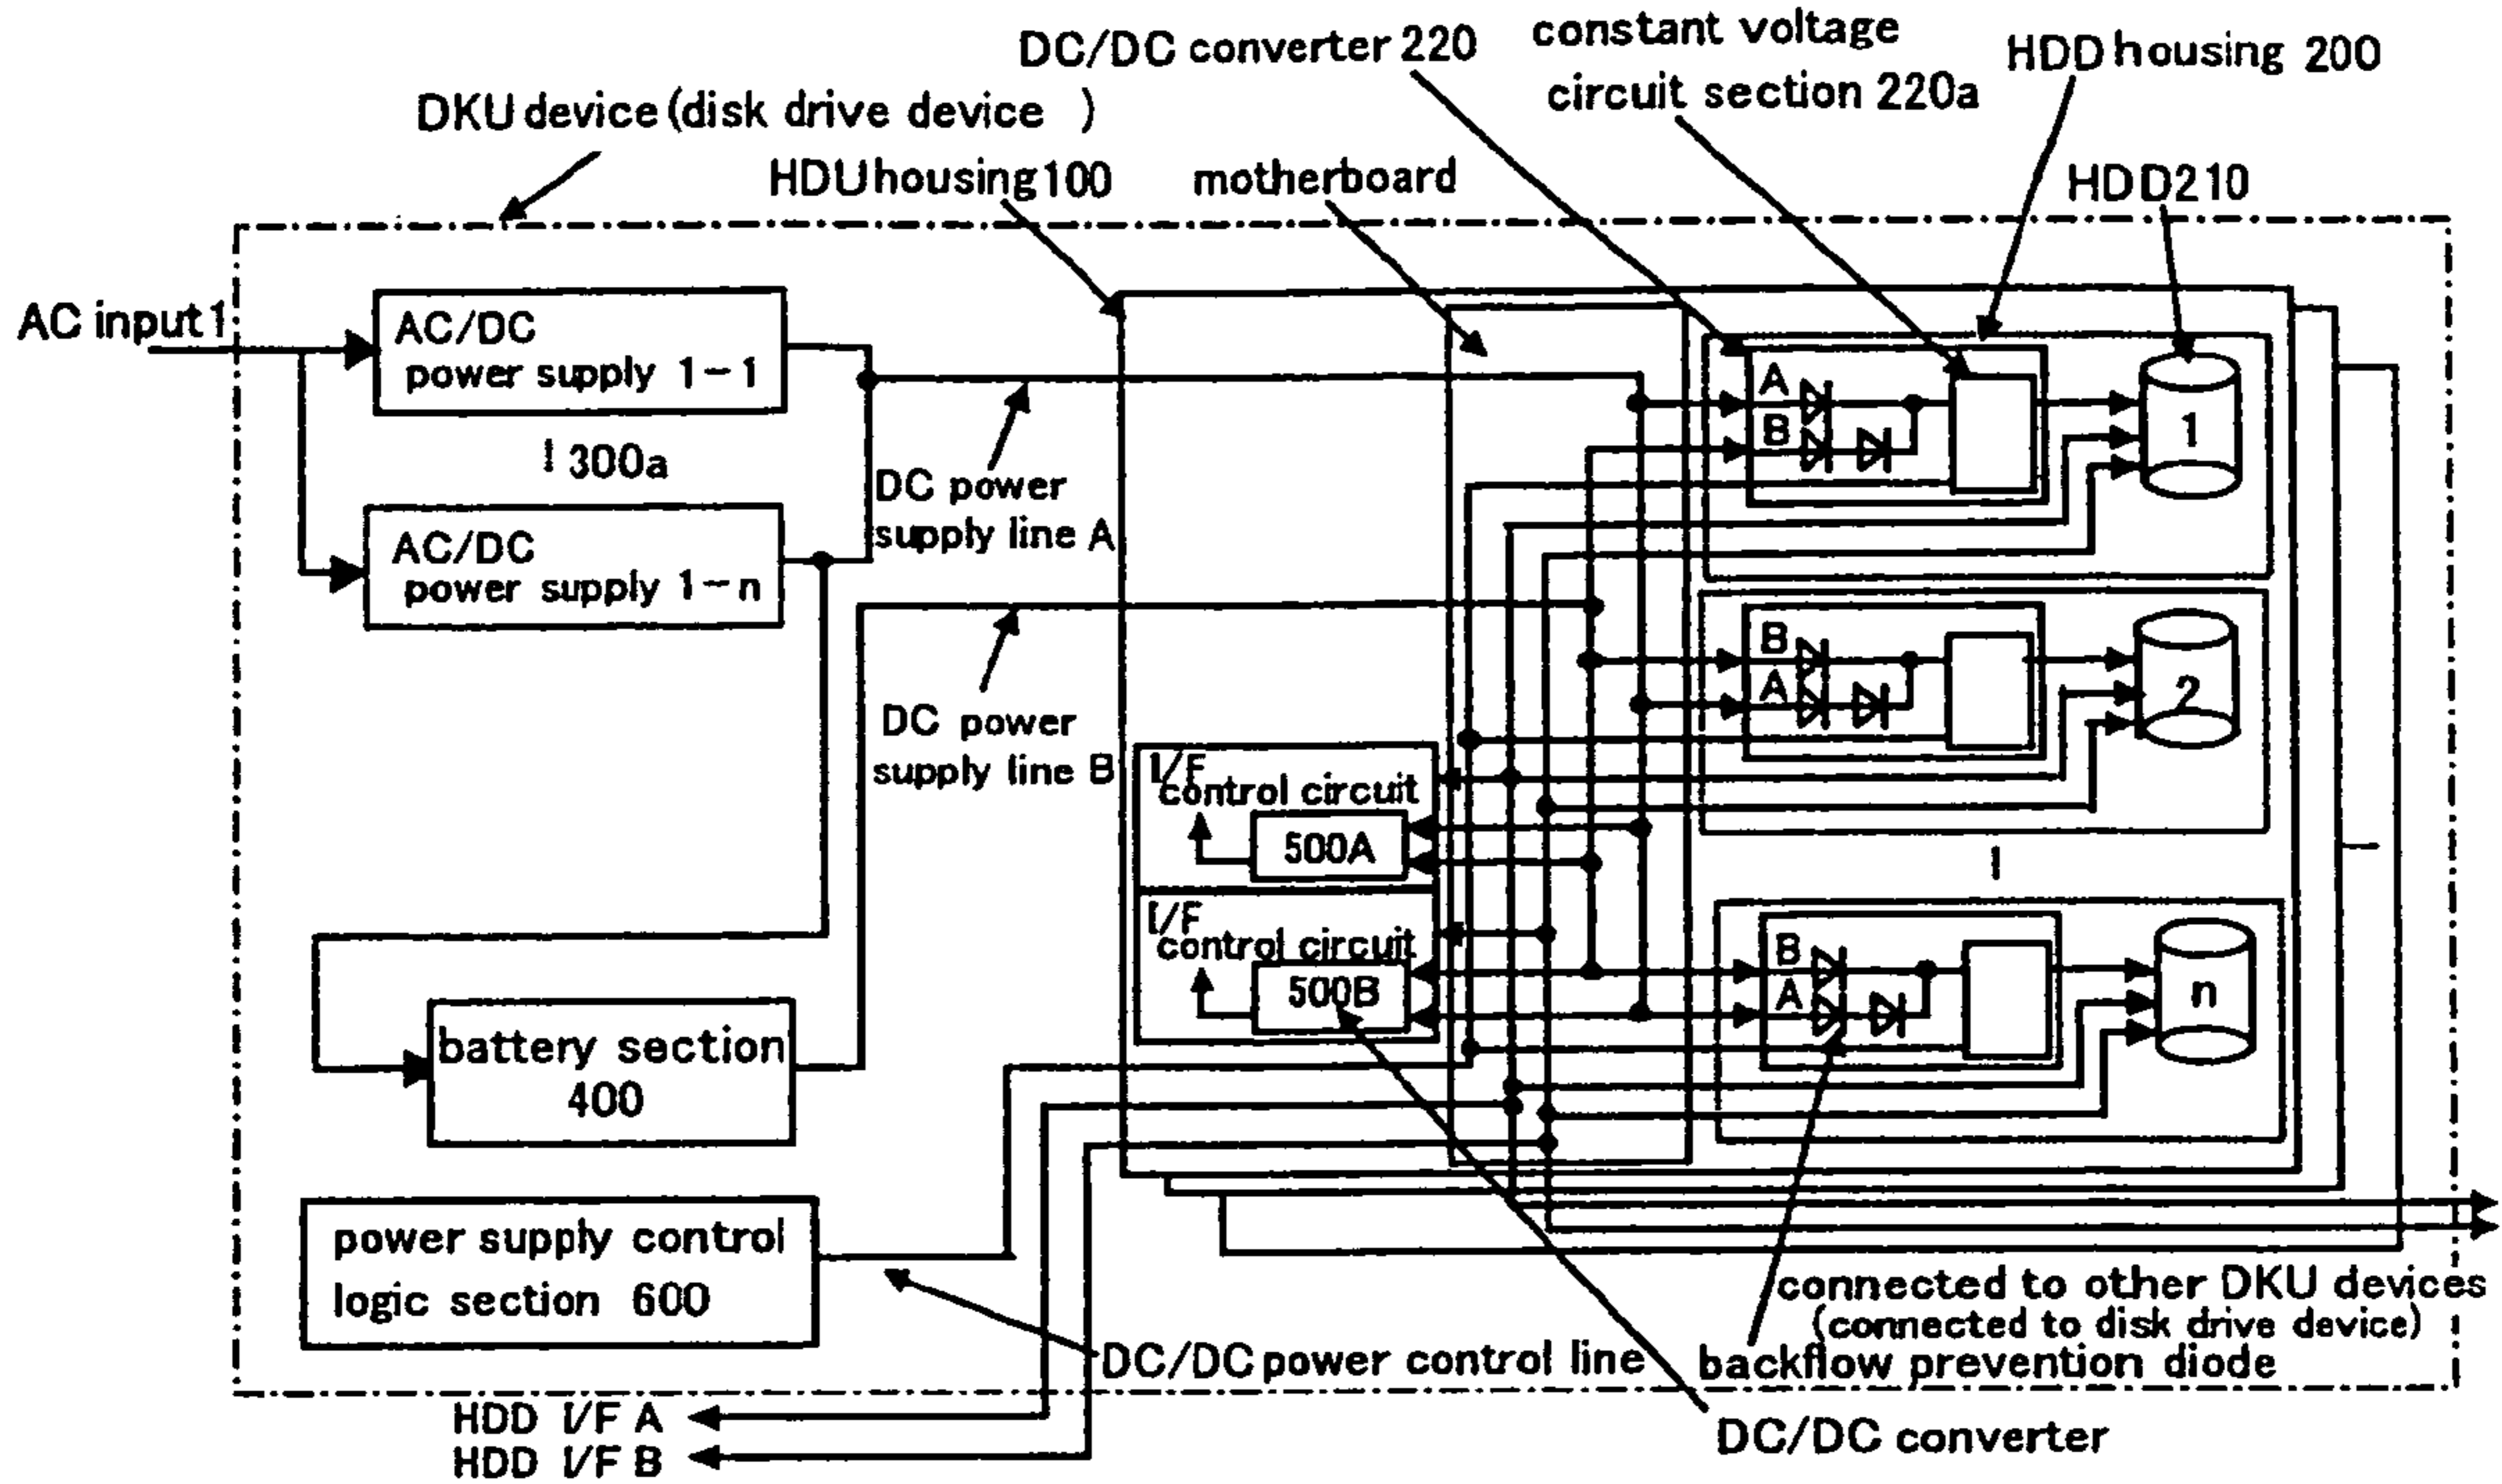 DC/DC converter 220
constant voltage
circuit section 220a
HDD housing 200
DKU device (disk drive device )
HDU housing 100
motherboard
HDD210
AC input1
AC/DC
power supply 1-1
300a
AC/DC
power supply 1-n
DC power
supply line A
DC power
supply line B
A
B
1
B
A
2
B
A
n
I/F
control circuit
500A
I/F
control circuit
500B
battery section
400
power supply control
logic section 600
connected to other DKU devices
(connected to disk drive device)
backflow prevention diode
DC/DC power control line
DC/DC converter
HDD I/F A
HDD I/F B